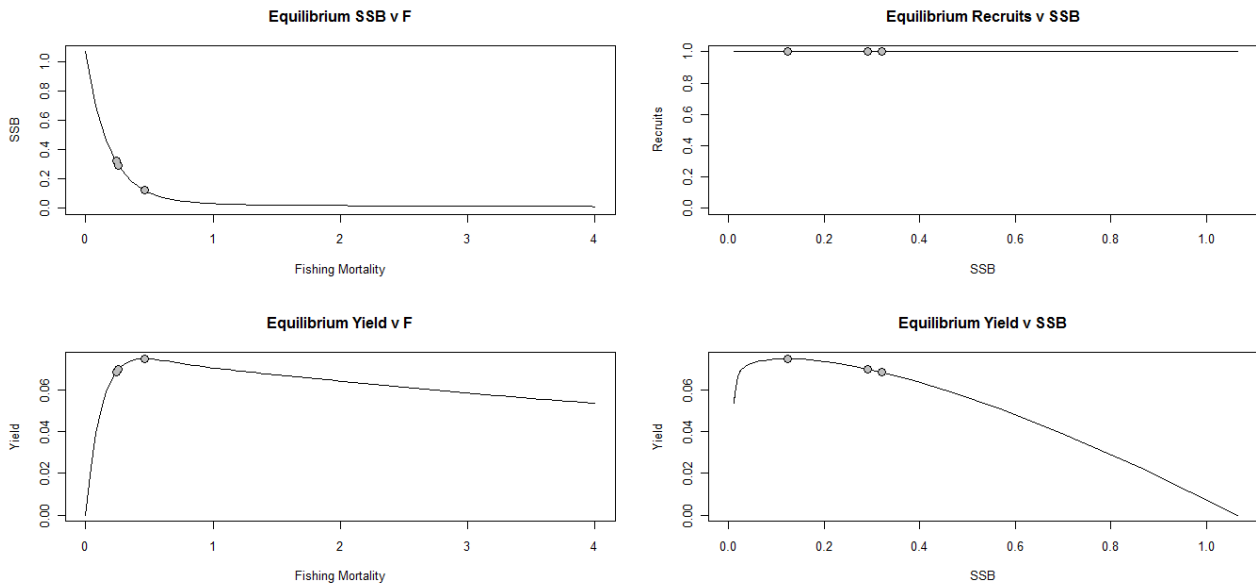 Equilibrium SSB v F
SSB
0.0 0.2 0.4 0.6 0.8 1.0
0 1 2 3 4
Fishing Mortality
Equilibrium Recruits v SSB
Recruits
0.0 0.2 0.4 0.6 0.8 1.0
0.0 0.2 0.4 0.6 0.8 1.0
SSB
Equilibrium Yield v F
Yield
0.00 0.02 0.04 0.06
0 1 2 3 4
Fishing Mortality
Equilibrium Yield v SSB
Yield
0.00 0.02 0.04 0.06
0.0 0.2 0.4 0.6 0.8 1.0
SSB